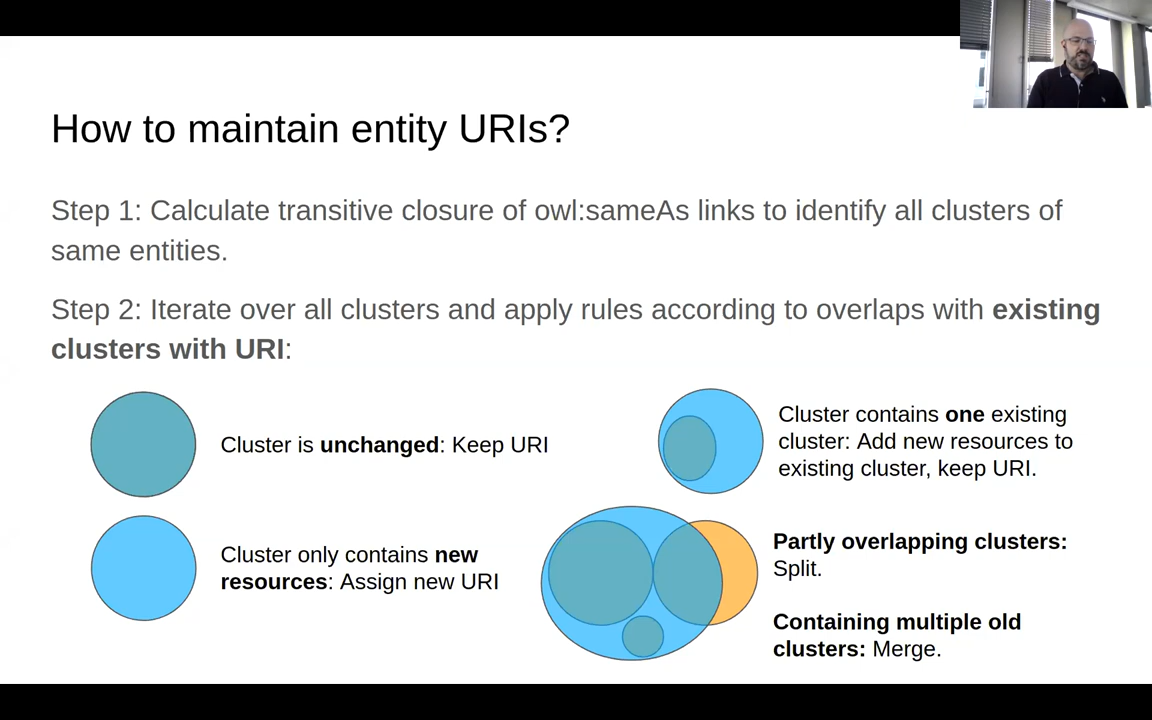 How to maintain entity URIs?
Step 1: Calculate transitive closure of owl:sameAs links to identify all clusters of
same entities.
Step 2: Iterate over all clusters and apply rules according to overlaps with existing
clusters with URI:
Cluster is unchanged: Keep URI
Cluster only contains new
resources: Assign new URI
Cluster contains one existing
cluster: Add new resources to
existing cluster, keep URI.
Partly overlapping clusters:
Split.
Containing multiple old
clusters: Merge.